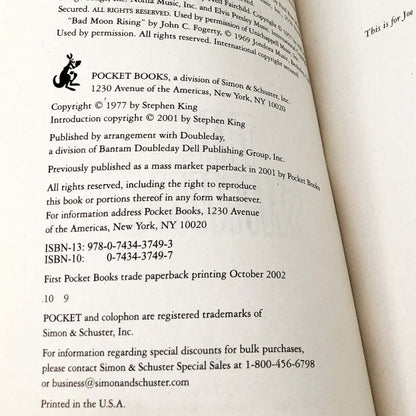 Fairchild. Copyright © 1957
Music, Inc. and Elvis Presley Music. Copyright
Secured. ALL RIGHTS RESERVED. Used by permission.
"Bad Moon Rising" by John C. Fogerty, © 1969 Jondora Music.
Used by permission. All rights reserved. International copyright secured
This is for Joe
POCKET BOOKS, a division of Simon & Schuster, Inc.
1230 Avenue of the Americas, New York, NY 10020
Copyright © 1977 by Stephen King
Introduction copyright © 2001 by Stephen King
Published by arrangement with Doubleday,
a division of Bantam Doubleday Dell Publishing Group, Inc.
Previously published as a mass market paperback in 2001 by Pocket Books
All rights reserved, including the right to reproduce
this book or portions thereof in any form whatsoever.
For information address Pocket Books, 1230 Avenue
of the Americas, New York, NY 10020
ISBN-13: 978-0-7434-3749-3
ISBN-10: 0-7434-3749-7
First Pocket Books trade paperback printing October 2002
10 9
POCKET and colophon are registered trademarks of
Simon & Schuster, Inc.
For information regarding special discounts for bulk purchases,
please contact Simon & Schuster Special Sales at 1-800-456-6798
or business@simonandschuster.com
Printed in the U.S.A.